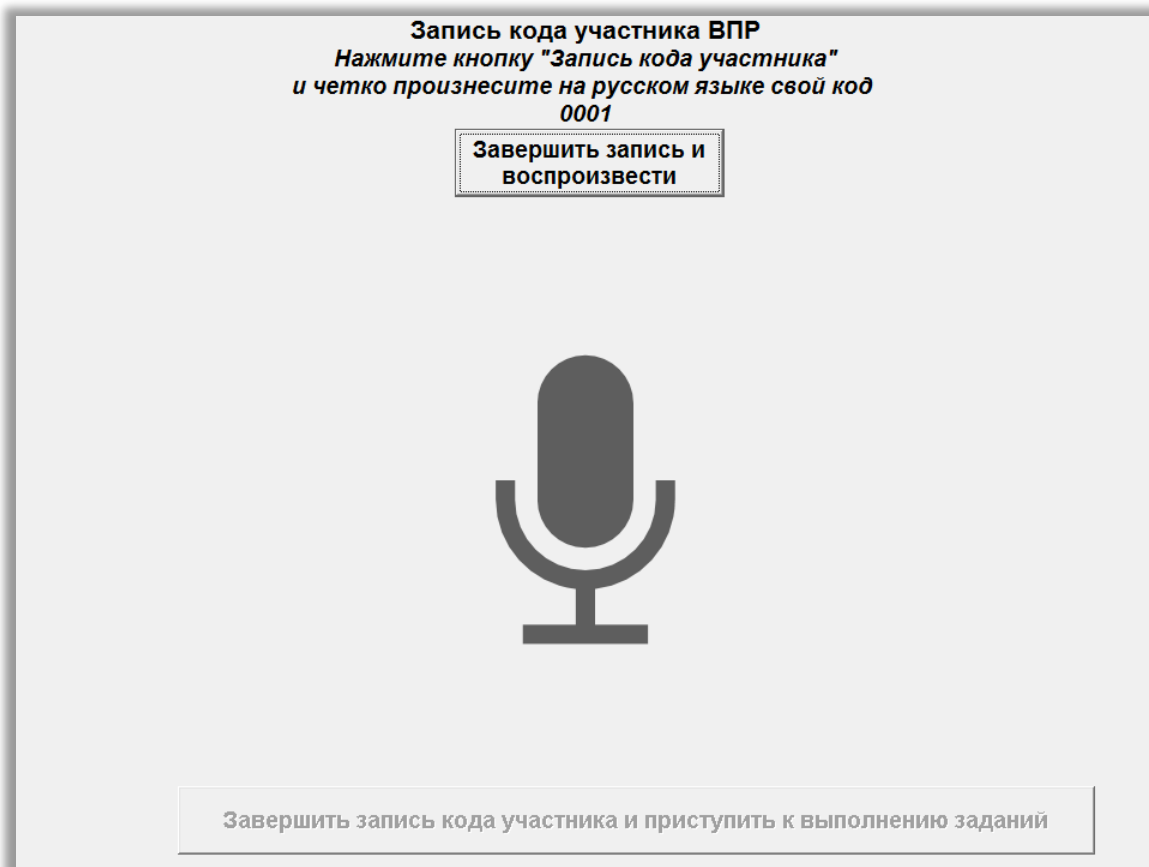 Запись кода участника ВПР
Нажмите кнопку "Запись кода участника"
и четко произнесите на русском языке свой код
0001
Завершить запись и
воспроизвести
Завершить запись кода участника и приступить к выполнению заданий